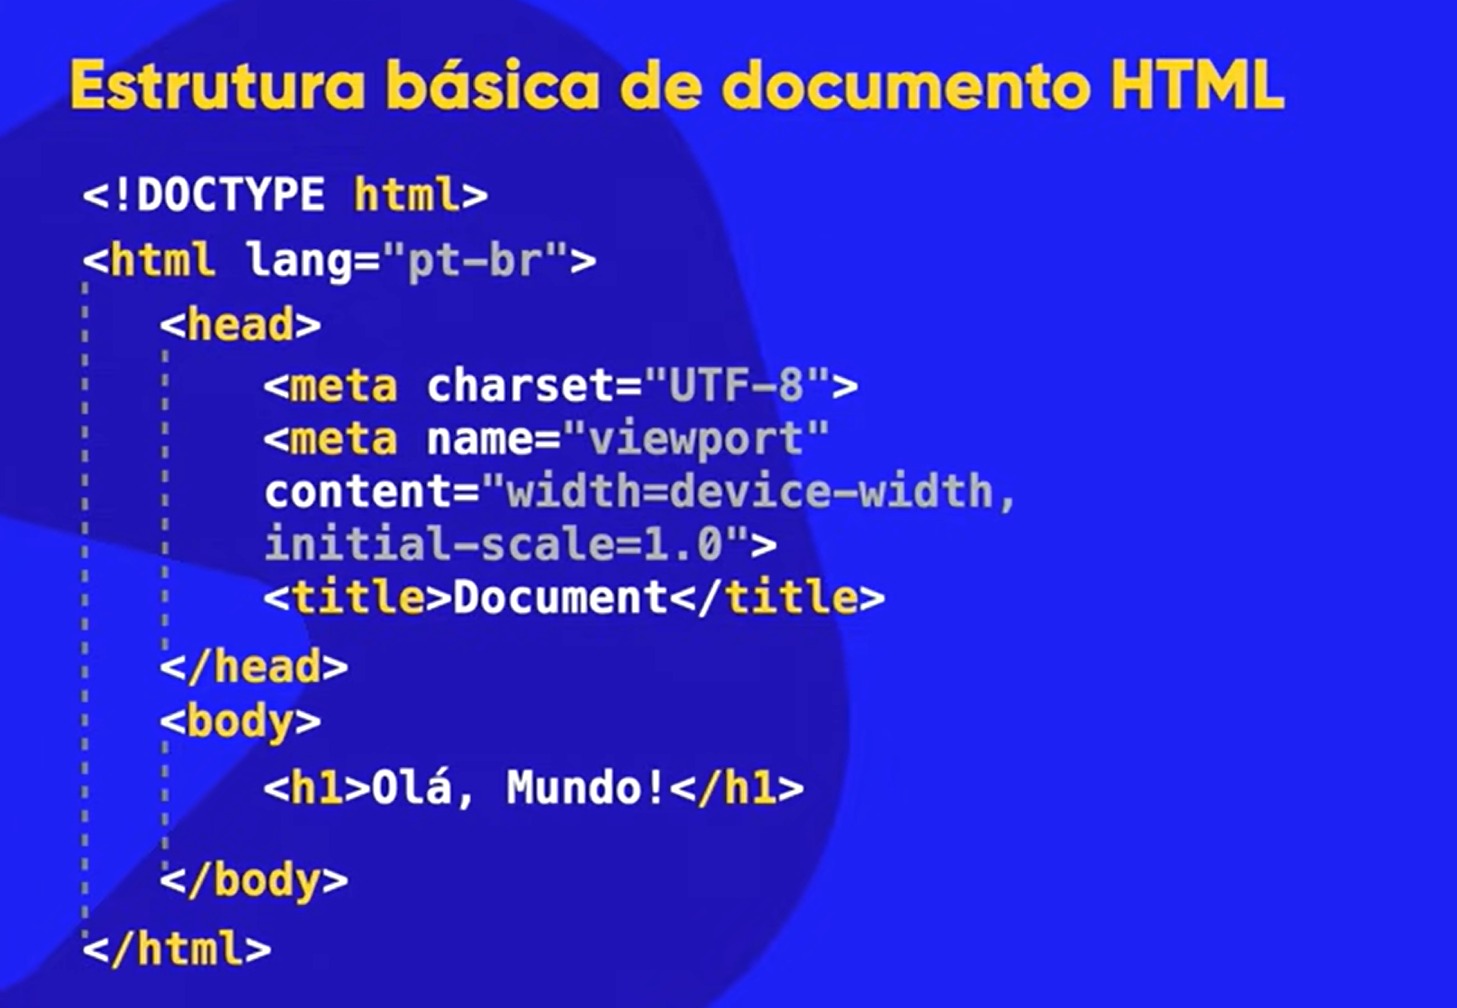 Estrutura básica de documento HTML
<!DOCTYPE html>
<html lang="pt-br">
<head>
<meta charset="UTF-8">
<meta name="viewport"
content="width=device-width,
initial-scale=1.0">
<title>Document</title>
</head>
<body>
<h1>Olá, Mundo!</h1>
</body>
</html>